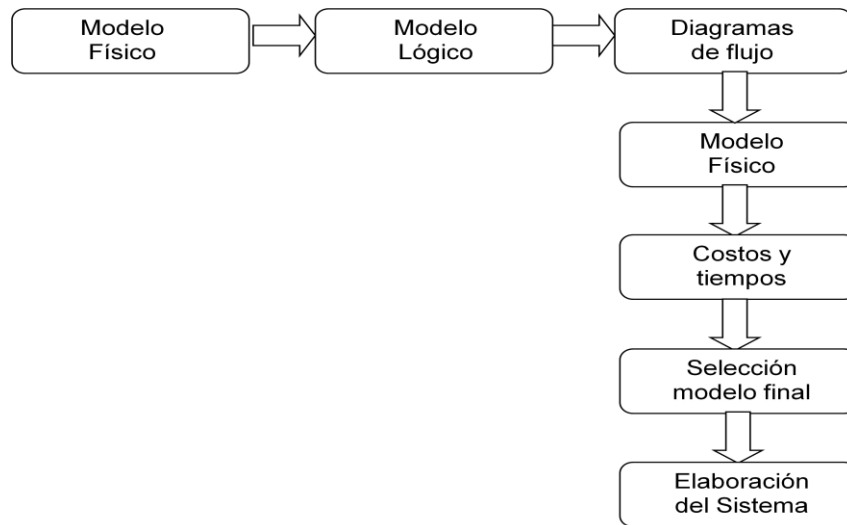 Modelo
Físico
Modelo
Lógico
Diagramas
de flujo
Modelo
Físico
Costos y
tiempos
Selección
modelo final
Elaboración
del Sistema